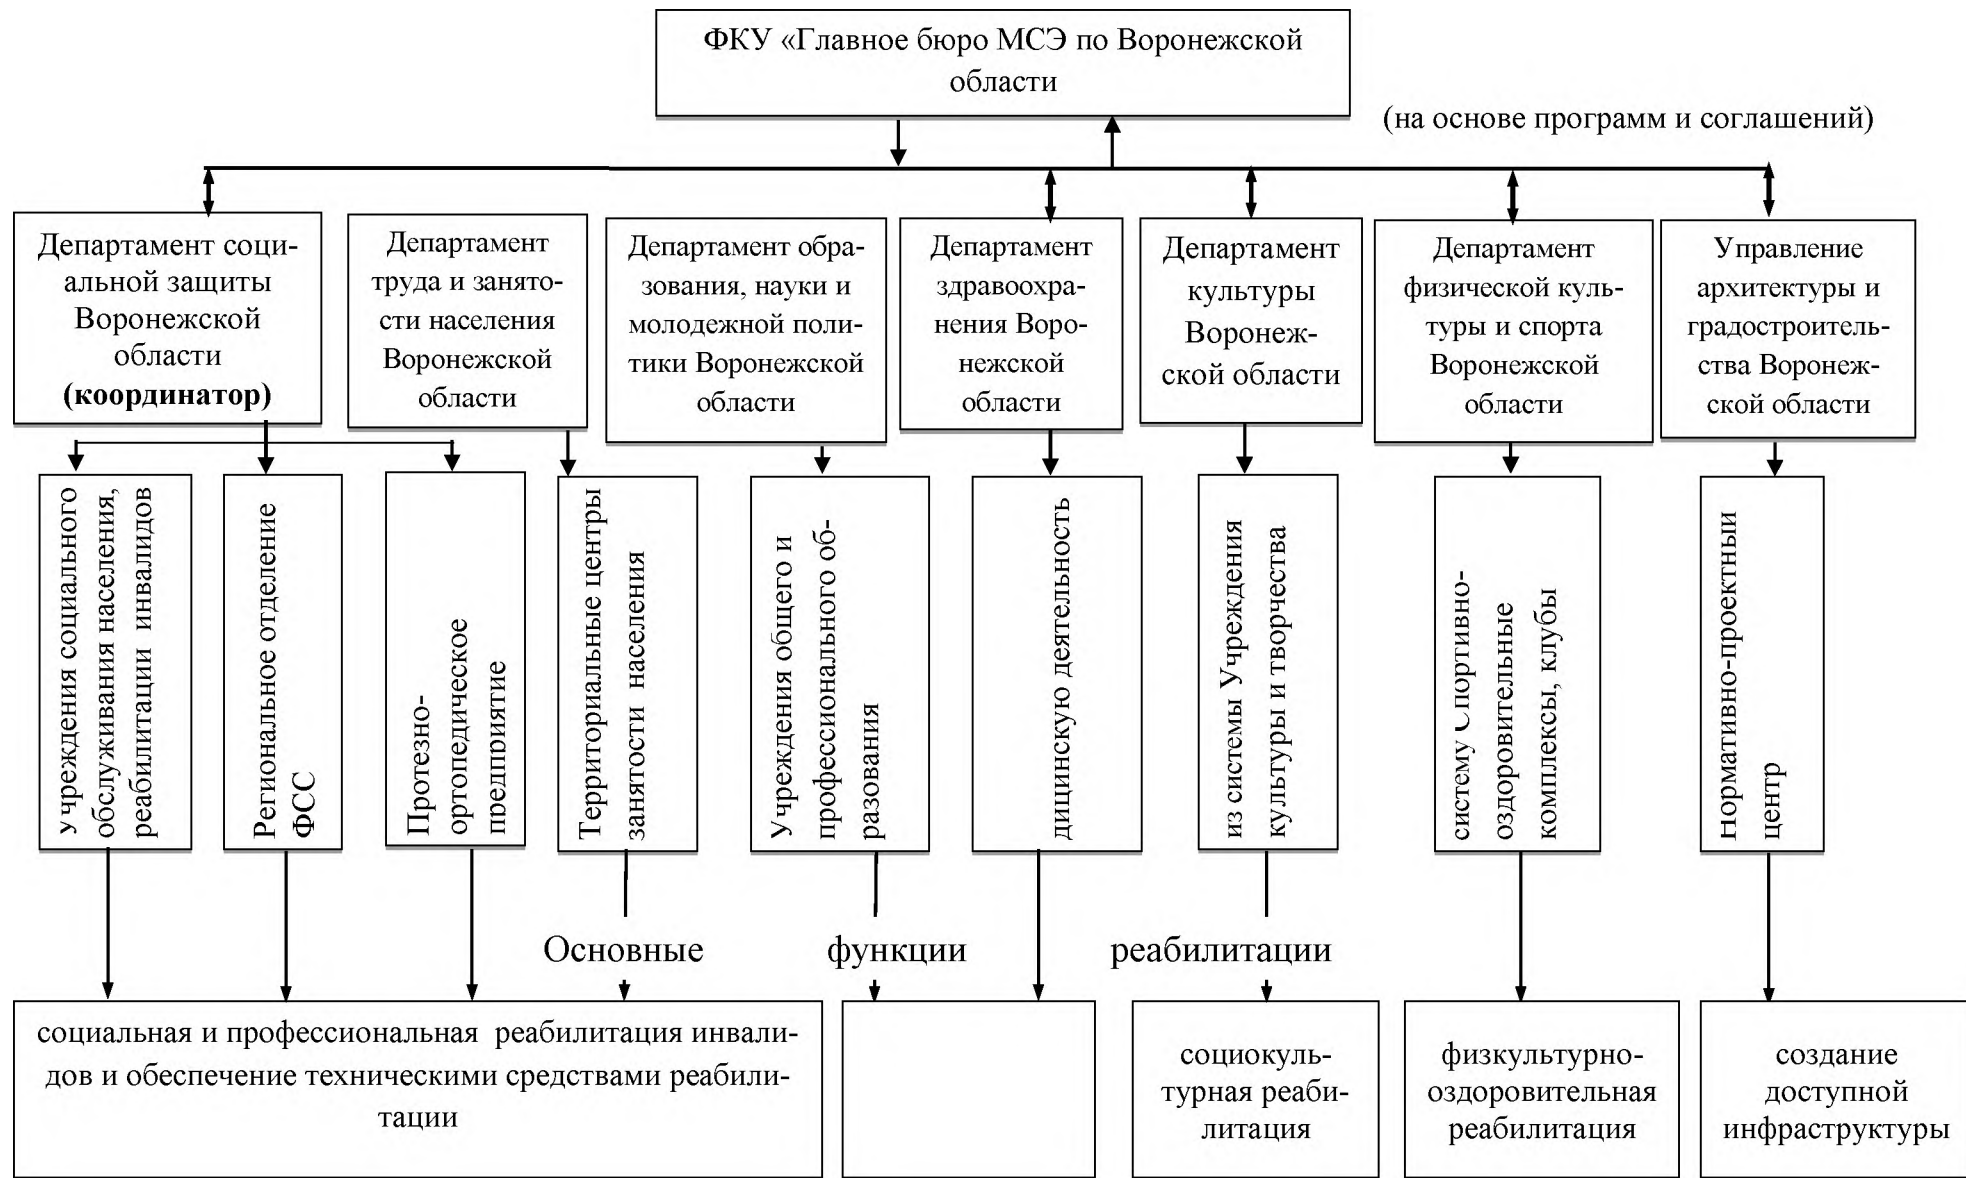 ФКУ «Главное бюро МСЭ по Воронежской
области
(на основе программ и соглашений)
Департамент соци-
альной защиты
Воронежской
области
(координатор)
Департамент
труда и занято-
сти населения
Воронежской
области
Департамент обра-
зования, науки и
молодежной поли-
тики Воронежской
области
Департамент
здравоохра-
нения Воро-
нежской
области
Департамент
культуры
Воронеж-
ской области
Департамент
физической куль-
туры и спорта
Воронежской
области
Управление
архитектуры и
градостроитель-
ства Воронеж-
ской области
Учреждения социального
обслуживания населения,
реабилитации инвалидов
Региональное отделение
ФСС
Протезно-
ортопедическое
предприятие
Территориальные центры
занятости населения
Учреждения общего и
профессионального об-
разования
дицинскую деятельность
из системы Учреждения
культуры и творчества
систему Спортивно-
оздоровительные
комплексы, клубы
Нормативно-проектный
центр
Основные функции реабилитации
социальная и профессиональная реабилитация инвали-
дов и обеспечение техническими средствами реабили-
тации
социокуль-
турная реаби-
литация
физкультурно-
оздоровительная
реабилитация
создание
доступной
инфраструктуры